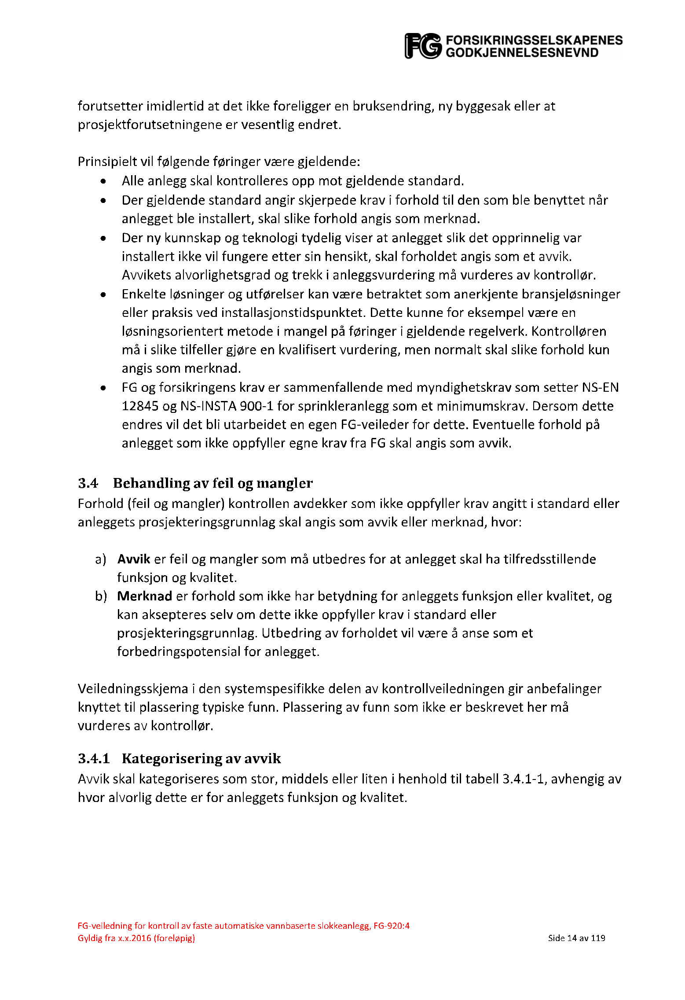 FG FORSIKRINGSSELSKAPENES
GODKJENNELSESNEVND
forutsetter imidlertid at det ikke foreligger en bruksendring, ny byggesak eller at
prosjektforutsetningene er vesentlig endret.
Prinsipielt vil følgende føringer være gjeldende:
• Alle anlegg skal kontrolleres opp mot gjeldende standard.
• Der gjeldende standard angir skjerpede krav i forhold til den som ble benyttet når
anlegget ble installert, skal slike forhold angis som merknad.
• Der ny kunnskap og teknologi tydelig viser at anlegget slik det opprinnelig var
installert ikke vil fungere etter sin hensikt, skal forholdet angis som et avvik.
Avvikets alvorlighetsgrad og trekk i anleggsvurdering må vurderes av kontrollør.
• Enkelte løsninger og utførelser kan være betraktet som anerkjente bransjeløsninger
eller praksis ved installasjonstidspunktet. Dette kunne for eksempel være en
løsningsorientert metode i mangel på føringer i gjeldende regelverk. Kontrolløren
må i slike tilfeller gjøre en kvalifisert vurdering, men normalt skal slike forhold kun
angis som merknad.
• FG og forsikringens krav er sammenfallende med myndighetskrav som setter NS-EN
12845 og NS-INSTA 900-1 for sprinkleranlegg som et minimumskrav. Dersom dette
endres vil det bli utarbeidet en egen FG-veileder for dette. Eventuelle forhold på
anlegget som ikke oppfyller egne krav fra FG skal angis som avvik.
3.4 Behandling av feil og mangler
Forhold (feil og mangler) kontrollen avdekker som ikke oppfyller krav angitt i standard eller
anleggets prosjekteringsgrunnlag skal angis som avvik eller merknad, hvor:
a) Avvik er feil og mangler som må utbedres for at anlegget skal ha tilfredsstillende
funksjon og kvalitet.
b) Merknad er forhold som ikke har betydning for anleggets funksjon eller kvalitet, og
kan aksepteres selv om dette ikke oppfyller krav i standard eller
prosjekteringsgrunnlag. Utbedring av forholdet vil være å anse som et
forbedringspotensial for anlegget.
Veiledningsskjema i den systemspesifikke delen av kontrollveiledningen gir anbefalinger
knyttet til plassering typiske funn. Plassering av funn som ikke er beskrevet her må
vurderes av kontrollør.
3.4.1 Kategorisering av avvik
Avvik skal kategoriseres som stor, middels eller liten i henhold til tabell 3.4.1-1, avhengig av
hvor alvorlig dette er for anleggets funksjon og kvalitet.
FG-veiledning for kontroll av faste automatiske vannbaserte slokkeanlegg, FG-920:4
Gyldig fra x.x.2016 (foreløpig) Side 14 av 119